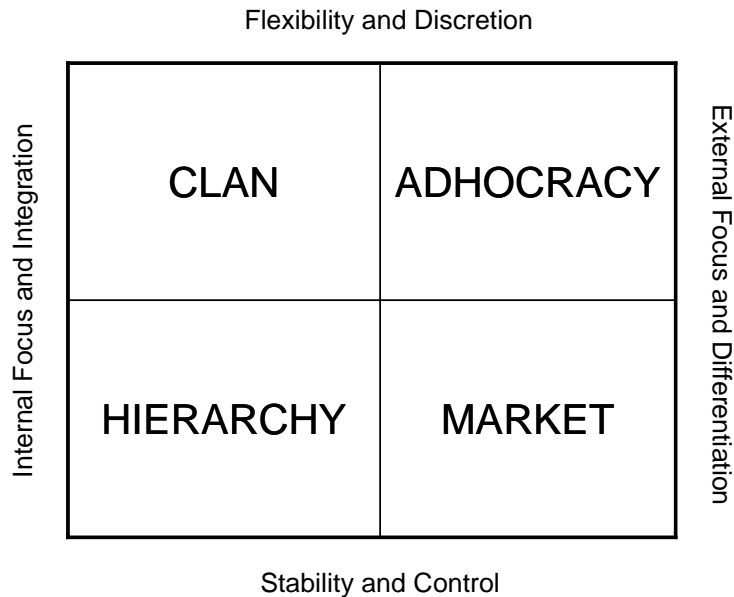 Flexibility and Discretion
Internal Focus and Integration
CLAN
ADHOCRACY
External Focus and Differentiation
HIERARCHY
MARKET
Stability and Control